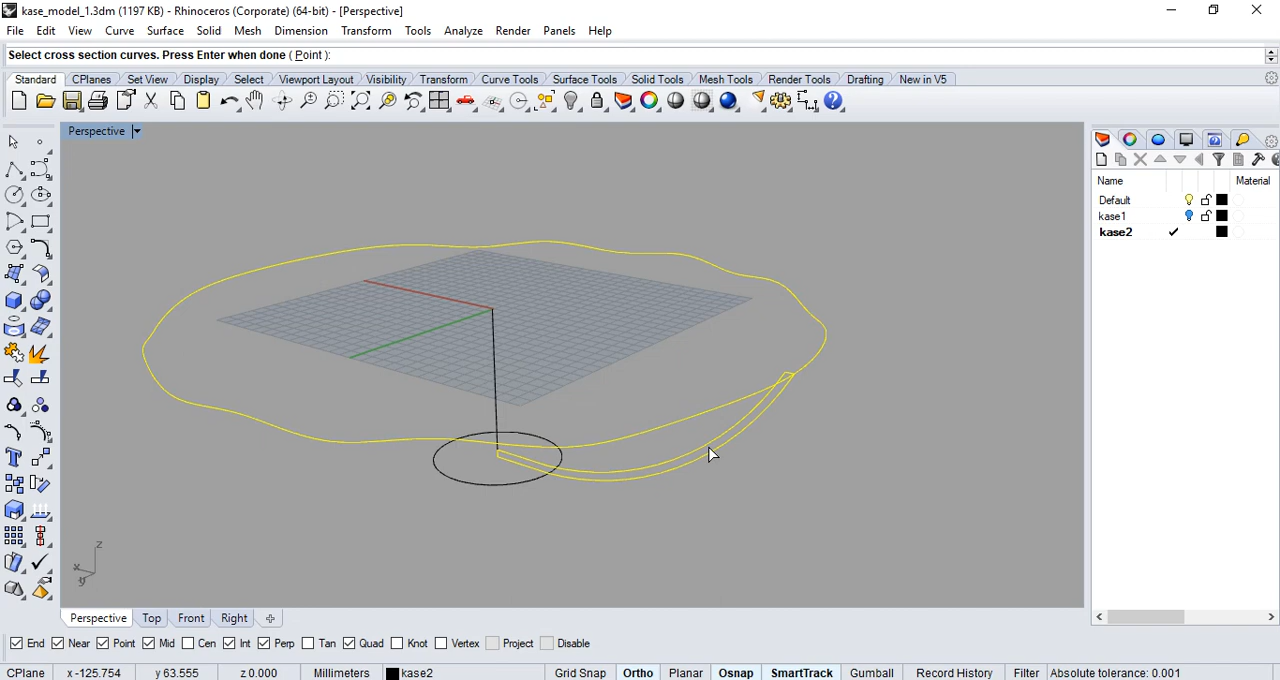 kase_model_1.3dm (1197 KB) - Rhinoceros (Corporate) (64-bit) - [Perspective]
File Edit View Curve Surface Solid Mesh Dimension Transform Tools Analyze Render Panels Help
Select cross section curves. Press Enter when done ( Point ):
Standard CPlanes Set View Display Select Viewport Layout Visibility Transform Curve Tools Surface Tools Solid Tools Mesh Tools Render Tools Drafting New in V5
Perspective
Name Material
Default
kase1
kase2
z
x
y
Perspective Top Front Right
End Near Point Mid Cen Int Perp Tan Quad Knot Vertex Project Disable
CPlane x -125.754 y 63.555 z 0.000 Millimeters kase2 Grid Snap Ortho Planar Osnap SmartTrack Gumball Record History Filter Absolute tolerance: 0.001